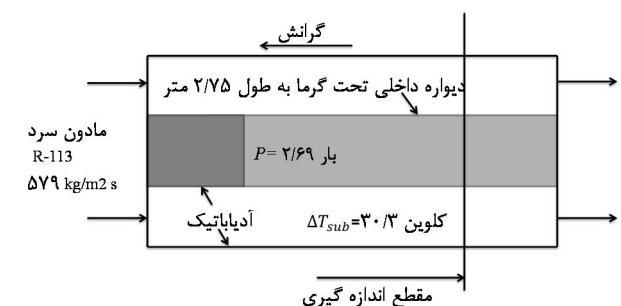 گرانش
دیواره داخلی تحت گرما به طول ۲/۷۵ متر
مادون سرد
R-113
۵۷۹ kg/m2 s
P= ۲/۶۹ بار
آدیاباتیک
ΔT_sub=۳۰/۳ کلوین
مقطع اندازه گیری